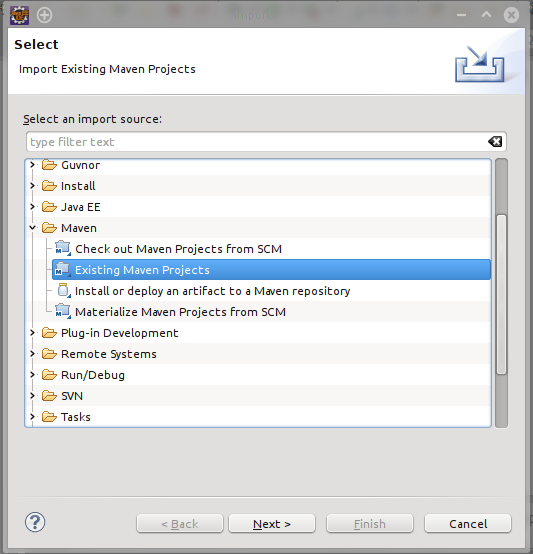 Select
Import Existing Maven Projects
Select an import source:
type filter text
Guvnor
Install
Java EE
Maven
Check out Maven Projects from SCM
Existing Maven Projects
Install or deploy an artifact to a Maven repository
Materialize Maven Projects from SCM
Plug-in Development
Remote Systems
Run/Debug
SVN
Tasks
? < Back Next > Finish Cancel